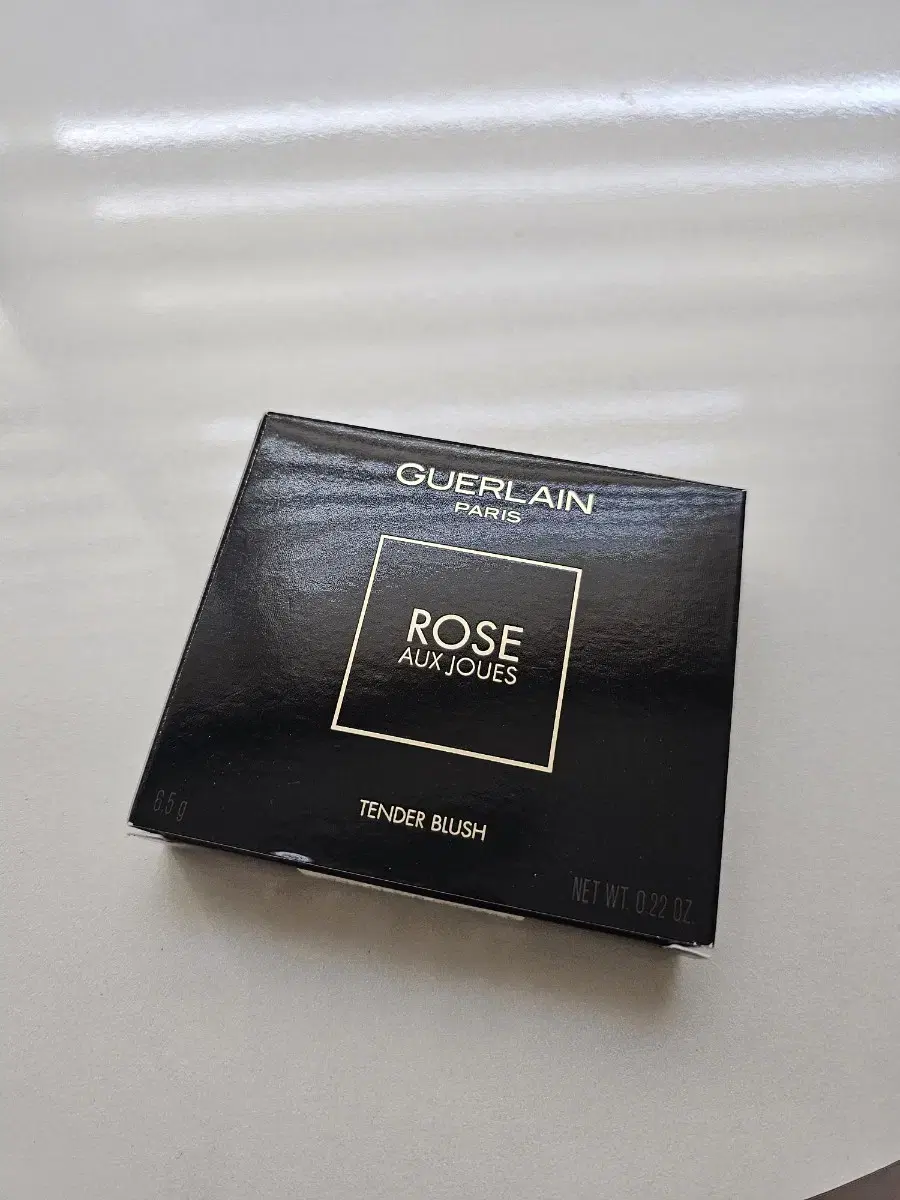 GUERLAIN
PARIS
ROSE
AUX JOUES
TENDER BLUSH
6.5 g
NET WT. 0.22 OZ.